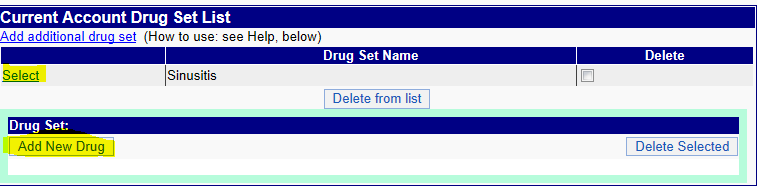 Current Account Drug Set List
Add additional drug set (How to use: see Help, below)
Drug Set Name Delete
Select Sinusitis
Delete from list
Drug Set:
Add New Drug Delete Selected